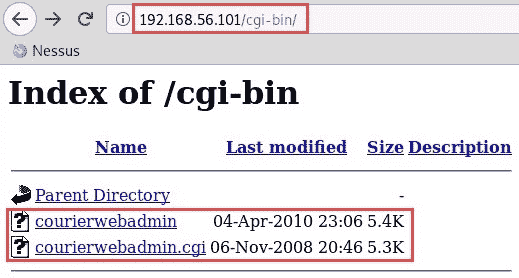 192.168.56.101/cgi-bin/
Nessus
Index of /cgi-bin
Name Last modified Size Description
Parent Directory -
courierwebadmin 04-Apr-2010 23:06 5.4K
courierwebadmin.cgi 06-Nov-2008 20:46 5.3K